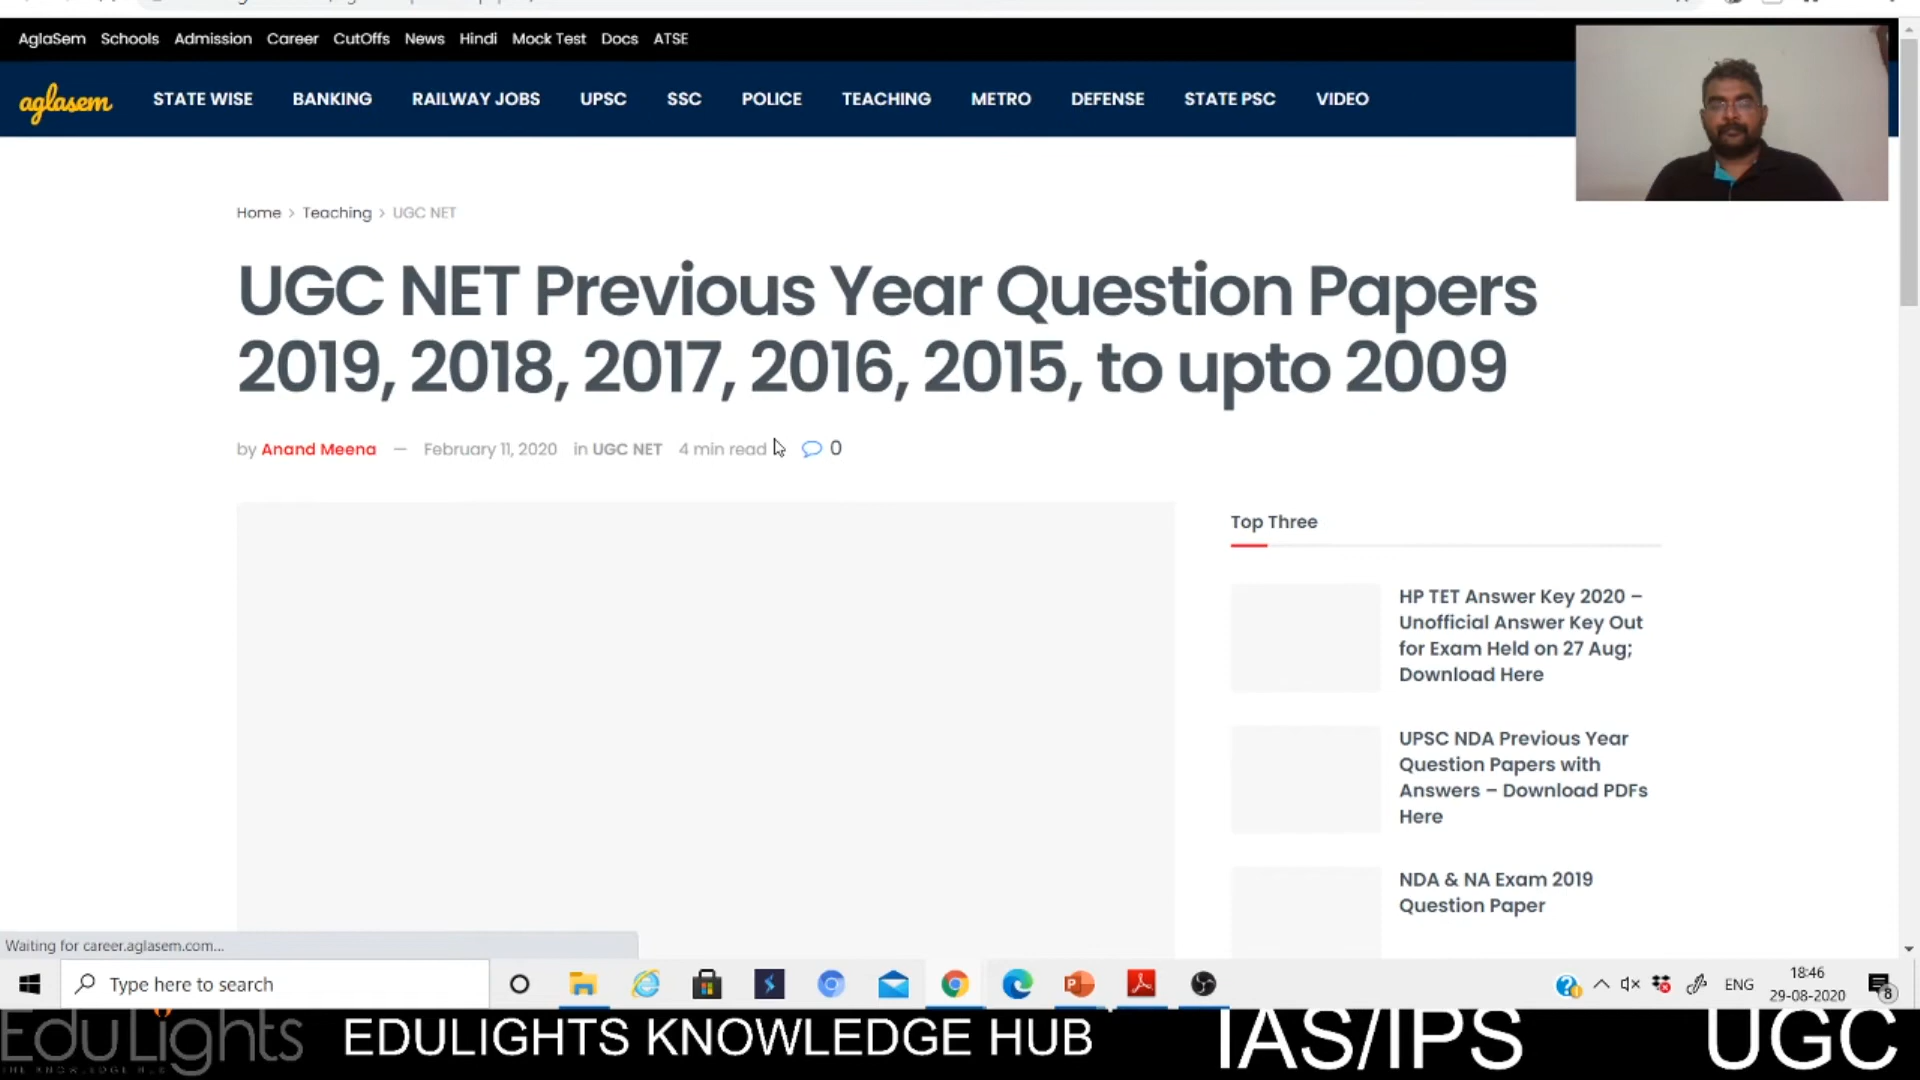 AglaSem Schools Admission Career CutOffs News Hindi Mock Test Docs ATSE
aglasem STATE WISE BANKING RAILWAY JOBS UPSC SSC POLICE TEACHING METRO DEFENSE STATE PSC VIDEO
Home > Teaching > UGC NET
UGC NET Previous Year Question Papers
2019, 2018, 2017, 2016, 2015, to upto 2009
by Anand Meena — February 11, 2020 in UGC NET 4 min read 0
Top Three
HP TET Answer Key 2020 –
Unofficial Answer Key Out
for Exam Held on 27 Aug;
Download Here
UPSC NDA Previous Year
Question Papers with
Answers – Download PDFs
Here
NDA & NA Exam 2019
Question Paper
Waiting for career.aglasem.com...
Type here to search
ENG
18:46
29-08-2020
8
EduLights
THE KNOWLEDGE HUB
EDULIGHTS KNOWLEDGE HUB
IAS/IPS
UGC